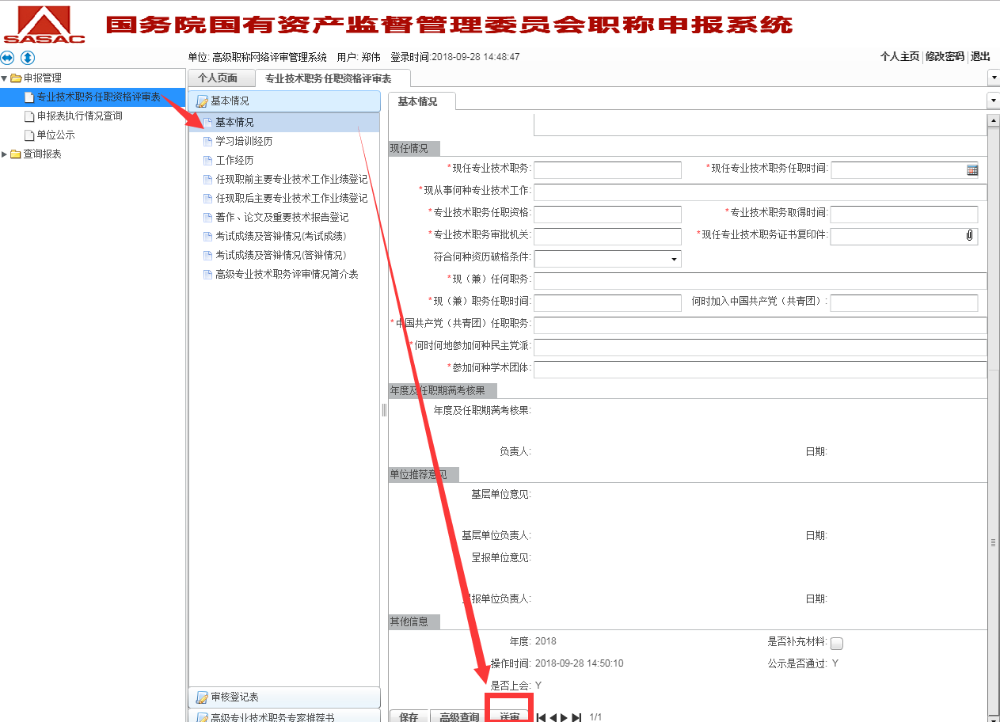 SASAC
国务院国有资产监督管理委员会职称申报系统
单位: 高级职称网络评审管理系统 用户: 郑伟 登录时间:2018-09-28 14:48:47
个人主页 修改密码 退出
申报管理
专业技术职务任职资格评审表
申报表执行情况查询
单位公示
查询报表
个人页面
专业技术职务任职资格评审表
基本情况
基本情况
学习培训经历
工作经历
任现职前主要专业技术工作业绩登记
任现职后主要专业技术工作业绩登记
著作、论文及重要技术报告登记
考试成绩及答辩情况(考试成绩)
考试成绩及答辩情况(答辩情况)
高级专业技术职务评审情况简介表
审核登记表
高级专业技术职务专家推荐书
基本情况
现任情况
*现任专业技术职务: *现任专业技术职务任职时间:
*现从事何种专业技术工作:
*专业技术职务任职资格: *专业技术职务取得时间:
*专业技术职务审批机关: *现任专业技术职务证书复印件:
符合何种资历破格条件:
*现（兼）任何职务:
*现（兼）职务任职时间: 何时加入中国共产党（共青团）:
*中国共产党（共青团）任职职务:
*何时何地参加何种民主党派:
*参加何种学术团体:
年度及任职期满考核果
年度及任职期满考核果:
负责人: 日期:
单位推荐意见
基层单位意见:
基层单位负责人: 日期:
呈报单位意见:
呈报单位负责人: 日期:
其他信息
年度: 2018 是否补充材料:
操作时间: 2018-09-28 14:50:10 公示是否通过: Y
是否上会: Y
保存 高级查询 送审 1/1